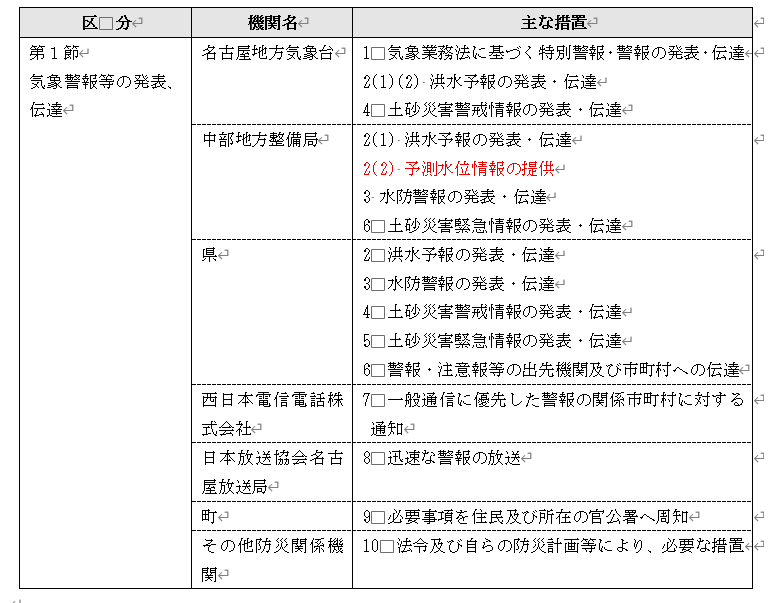 区□分 機関名 主な措置
第１節
気象警報等の発表、
伝達
名古屋地方気象台
1□気象業務法に基づく特別警報・警報の発表・伝達
2(1)(2) 洪水予報の発表・伝達
4□土砂災害警戒情報の発表・伝達
中部地方整備局
2(1) 洪水予報の発表・伝達
2(2) 予測水位情報の提供
3 水防警報の発表・伝達
6□土砂災害緊急情報の発表・伝達
県
2□洪水予報の発表・伝達
3□水防警報の発表・伝達
4□土砂災害警戒情報の発表・伝達
5□土砂災害緊急情報の発表・伝達
6□警報・注意報等の出先機関及び市町村への伝達
西日本電信電話株
式会社
7□一般通信に優先した警報の関係市町村に対する
通知
日本放送協会名古
屋放送局
8□迅速な警報の放送
町
9□必要事項を住民及び所在の官公署へ周知
その他防災関係機
関
10□法令及び自らの防災計画等により、必要な措置